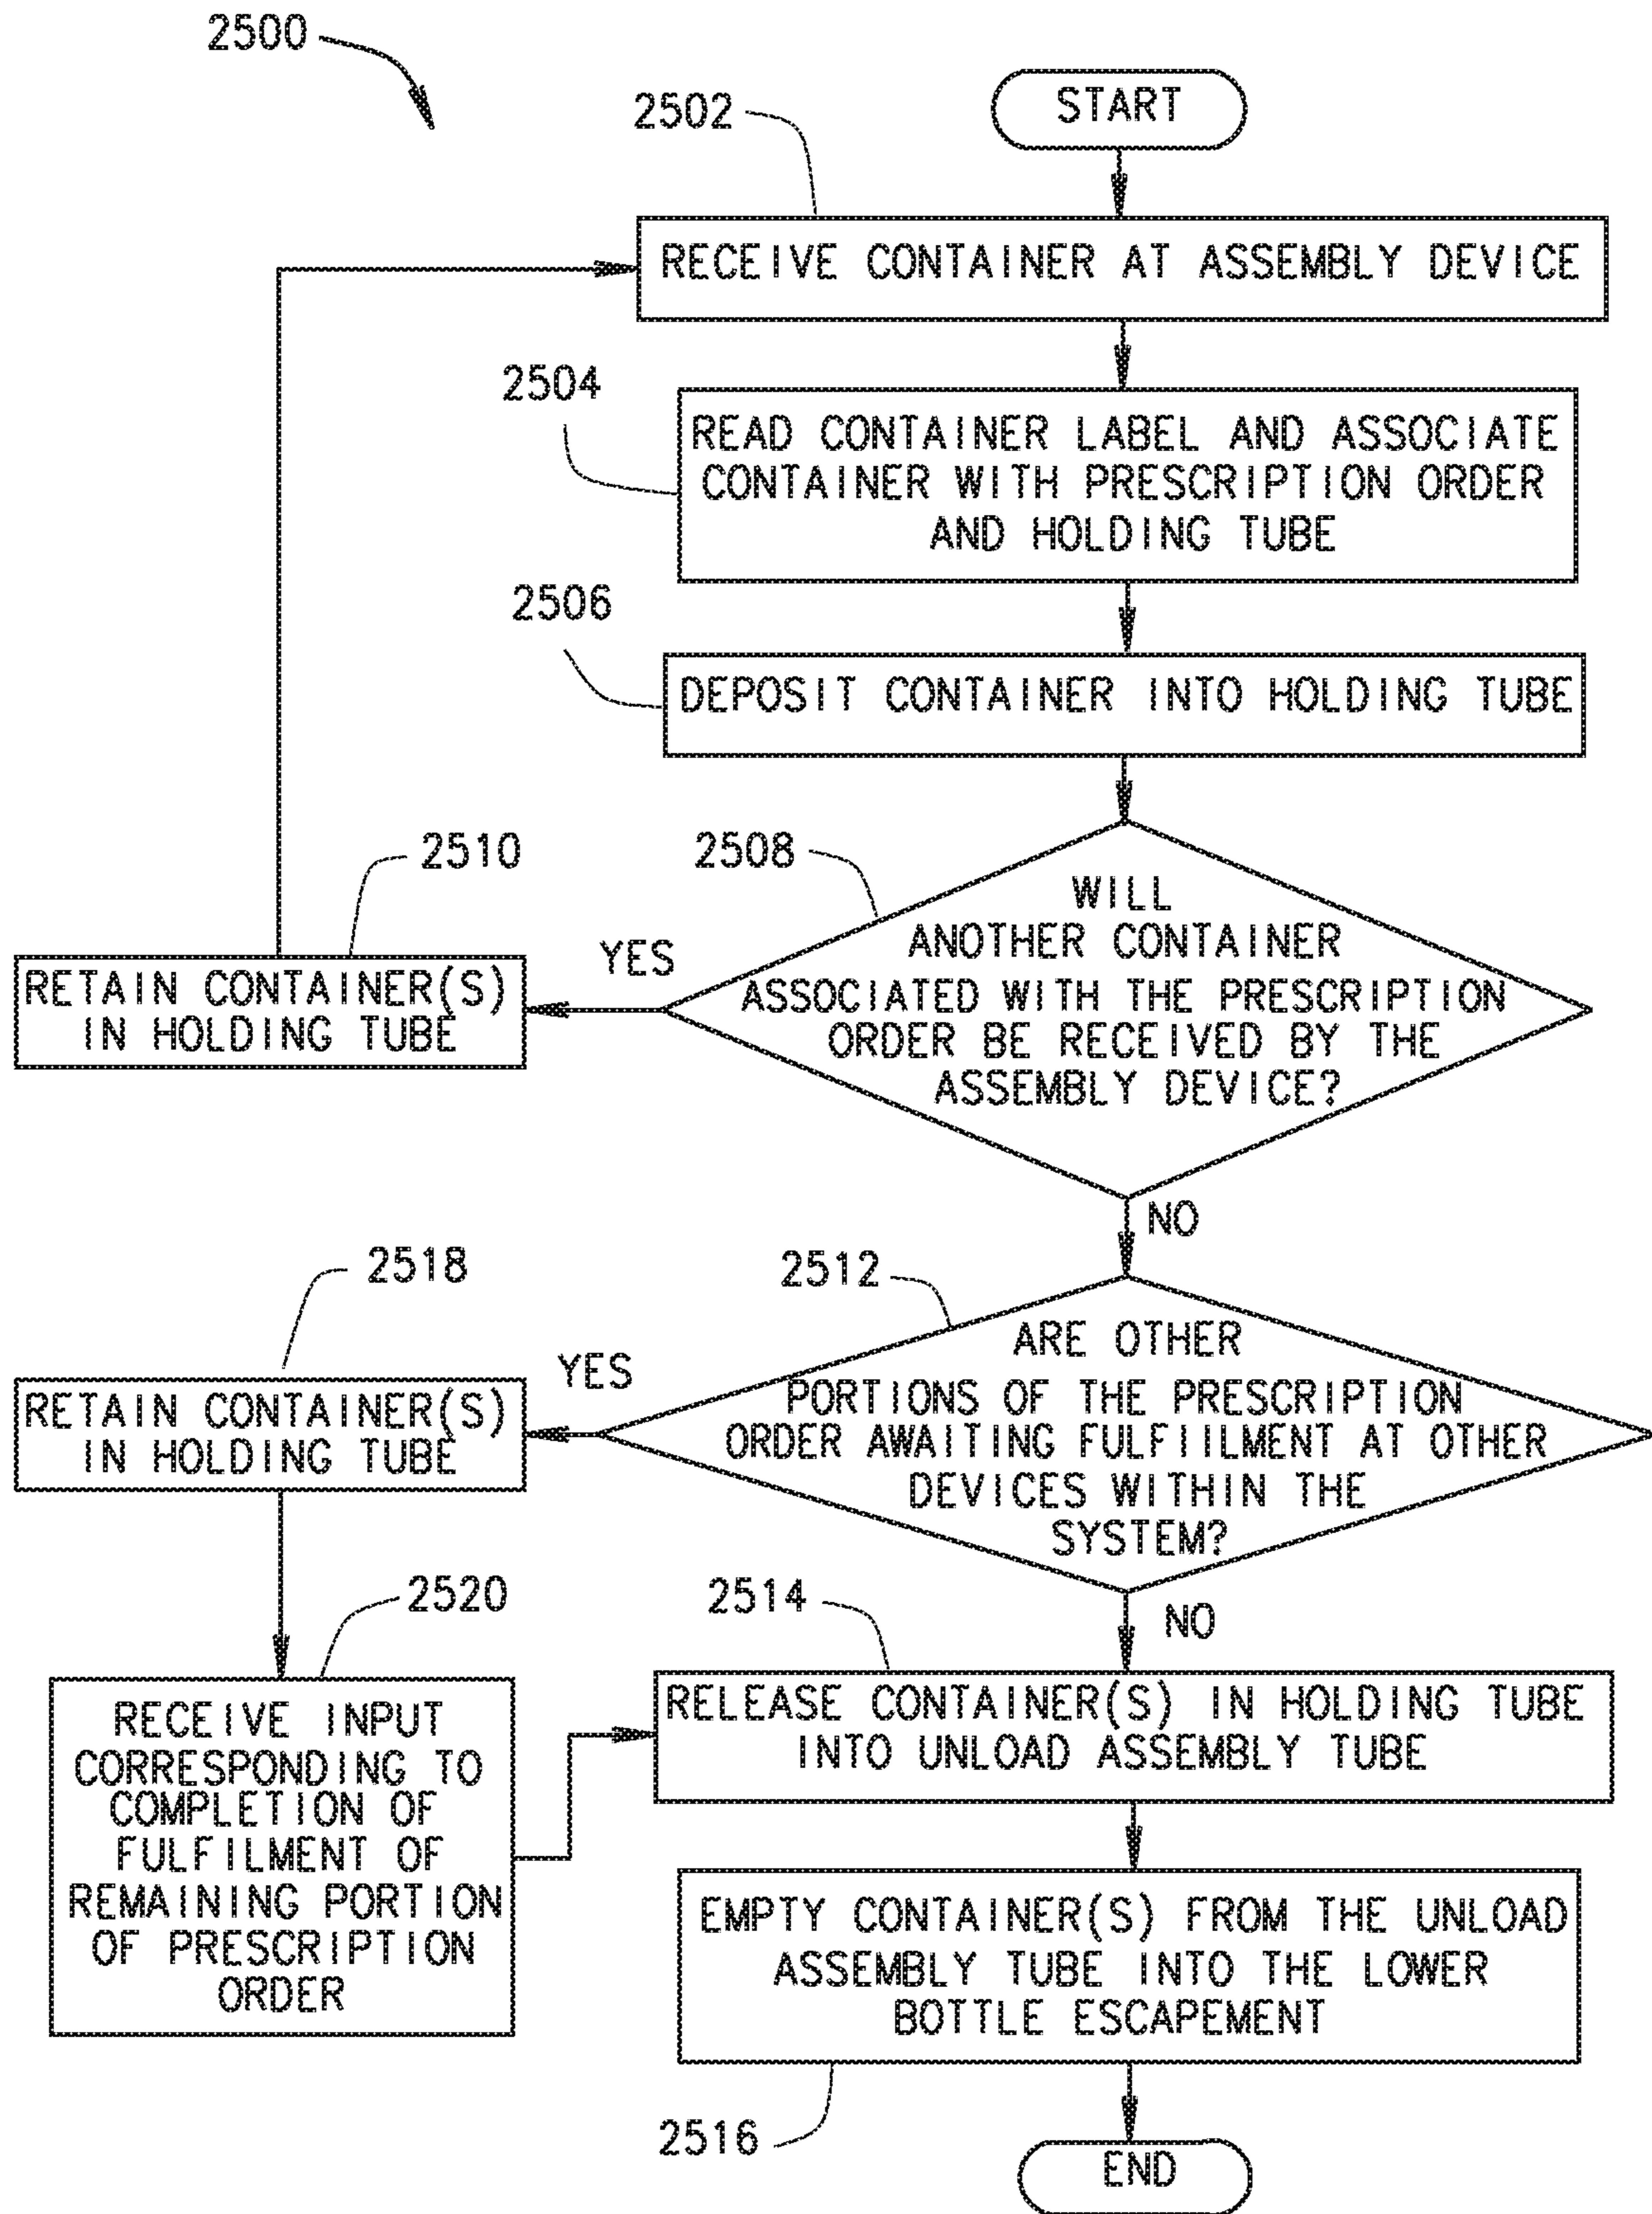 2500
START
2502
RECEIVE CONTAINER AT ASSEMBLY DEVICE
2504
READ CONTAINER LABEL AND ASSOCIATE
CONTAINER WITH PRESCRIPTION ORDER
AND HOLDING TUBE
2506
DEPOSIT CONTAINER INTO HOLDING TUBE
2508
WILL
ANOTHER CONTAINER
ASSOCIATED WITH THE PRESCRIPTION
ORDER BE RECEIVED BY THE
ASSEMBLY DEVICE?
YES
2510
RETAIN CONTAINER(S)
IN HOLDING TUBE
NO
2512
ARE OTHER
PORTIONS OF THE PRESCRIPTION
ORDER AWAITING FULFIILMENT AT OTHER
DEVICES WITHIN THE
SYSTEM?
YES
2518
RETAIN CONTAINER(S)
IN HOLDING TUBE
2520
RECEIVE INPUT
CORRESPONDING TO
COMPLETION OF
FULFILMENT OF
REMAINING PORTION
OF PRESCRIPTION
ORDER
NO
2514
RELEASE CONTAINER(S) IN HOLDING TUBE
INTO UNLOAD ASSEMBLY TUBE
EMPTY CONTAINER(S) FROM THE UNLOAD
ASSEMBLY TUBE INTO THE LOWER
BOTTLE ESCAPEMENT
2516
END